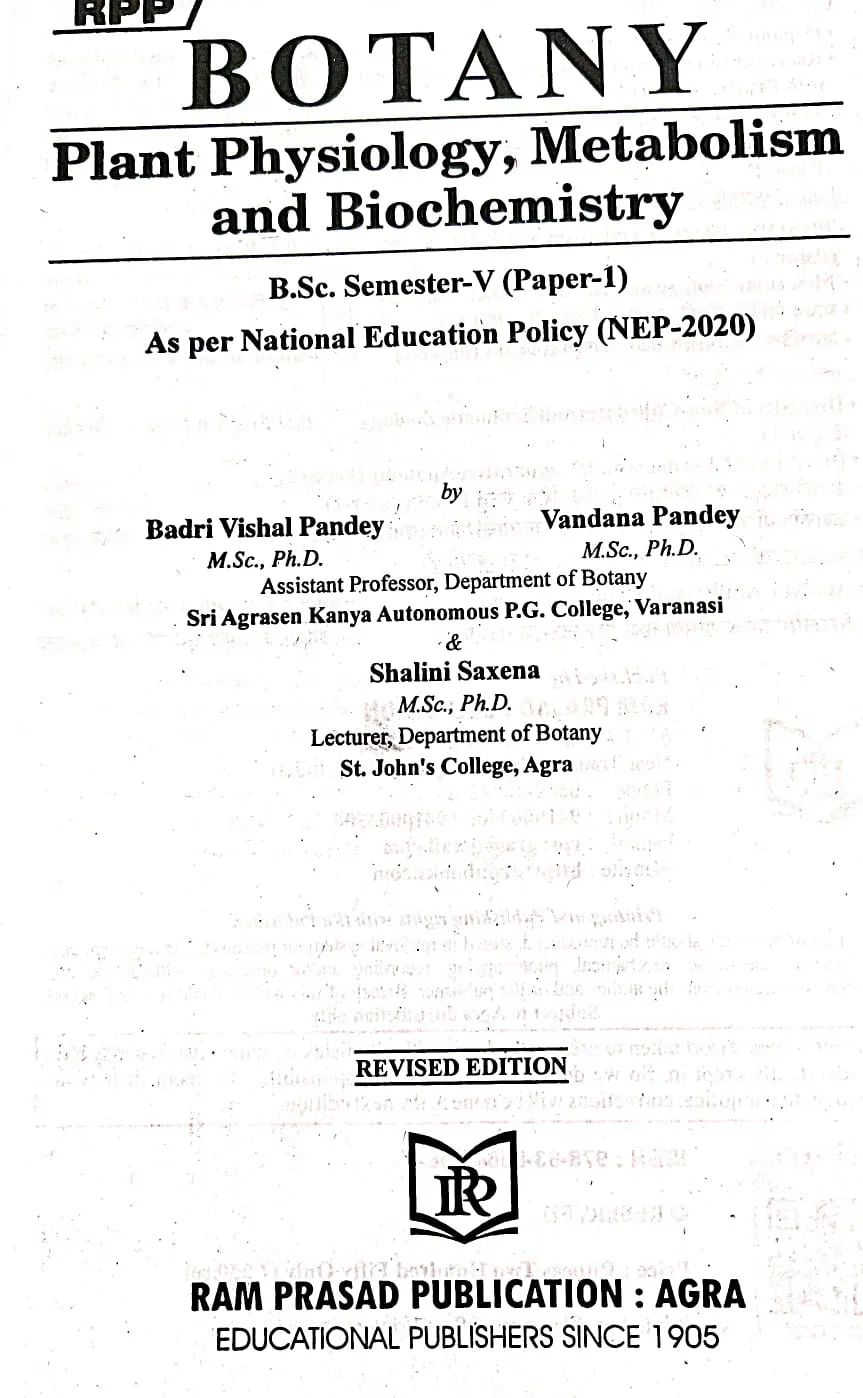 RPP
BOTANY
Plant Physiology, Metabolism
and Biochemistry
B.Sc. Semester-V (Paper-1)
As per National Education Policy (NEP-2020)
by
Badri Vishal Pandey Vandana Pandey
M.Sc., Ph.D. M.Sc., Ph.D.
Assistant Professor, Department of Botany
Sri Agrasen Kanya Autonomous P.G. College, Varanasi
&
Shalini Saxena
M.Sc., Ph.D.
Lecturer, Department of Botany
St. John's College, Agra
REVISED EDITION
RAM PRASAD PUBLICATION : AGRA
EDUCATIONAL PUBLISHERS SINCE 1905